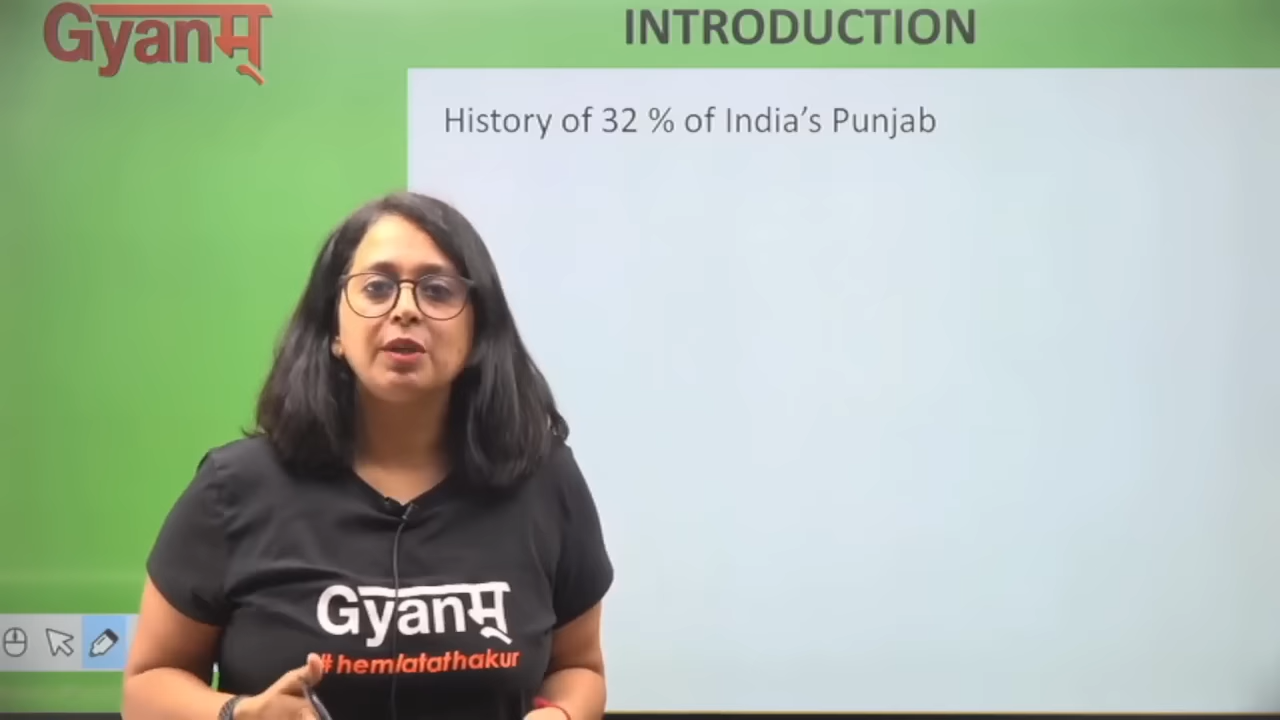 Gyanम्
INTRODUCTION
History of 32 % of India’s Punjab
Gyanम्
#hemlatathakur